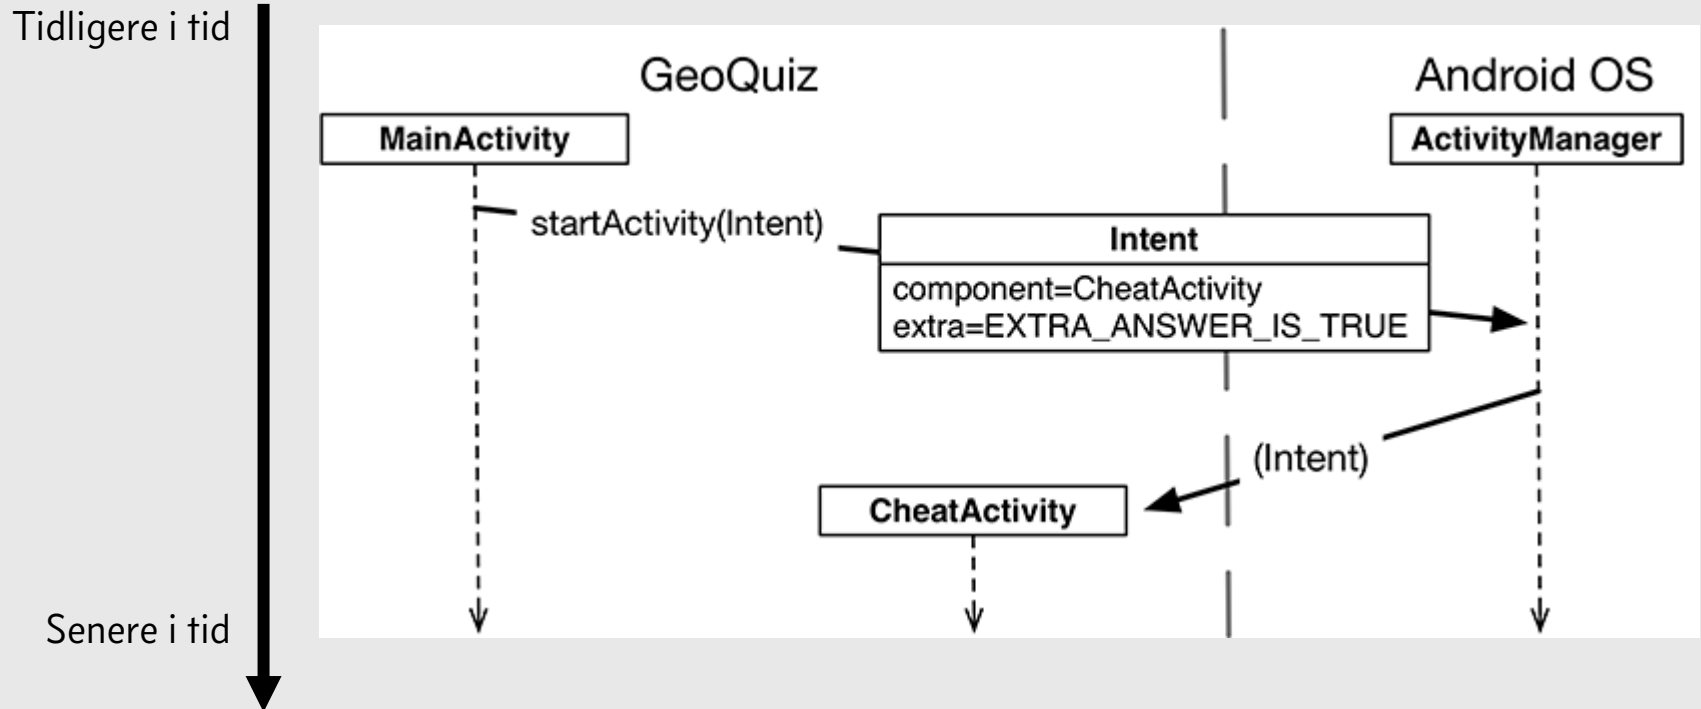 Tidligere i tid
GeoQuiz
Android OS
MainActivity
ActivityManager
startActivity(Intent)
Intent
component=CheatActivity
extra=EXTRA_ANSWER_IS_TRUE
(Intent)
CheatActivity
Senere i tid